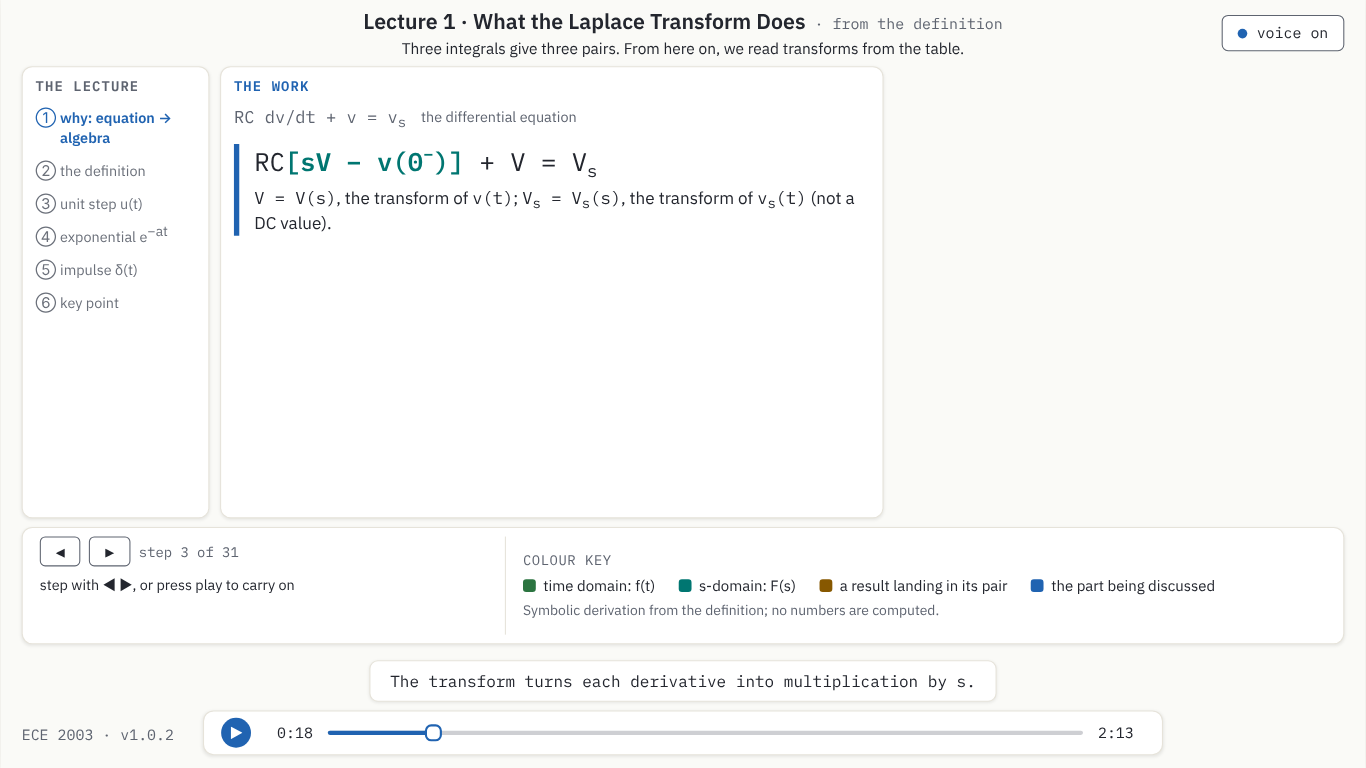 Lecture 1 · What the Laplace Transform Does · from the definition
Three integrals give three pairs. From here on, we read transforms from the table.
● voice on
THE LECTURE
① why: equation →
algebra
② the definition
③ unit step u(t)
④ exponential e⁻ᵃᵗ
⑤ impulse δ(t)
⑥ key point
THE WORK
RC dv/dt + v = vₛ the differential equation
RC[sV − v(0⁻)] + V = Vₛ
V = V(s), the transform of v(t); Vₛ = Vₛ(s), the transform of vₛ(t) (not a
DC value).
◀ ▶ step 3 of 31
step with ◀ ▶, or press play to carry on
COLOUR KEY
time domain: f(t) s-domain: F(s) a result landing in its pair the part being discussed
Symbolic derivation from the definition; no numbers are computed.
The transform turns each derivative into multiplication by s.
ECE 2003 · v1.0.2
0:18 2:13